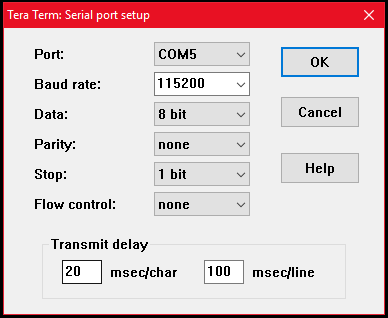 Tera Term: Serial port setup
Port: COM5 OK
Baud rate: 115200
Data: 8 bit Cancel
Parity: none
Stop: 1 bit Help
Flow control: none
Transmit delay
20 msec/char 100 msec/line